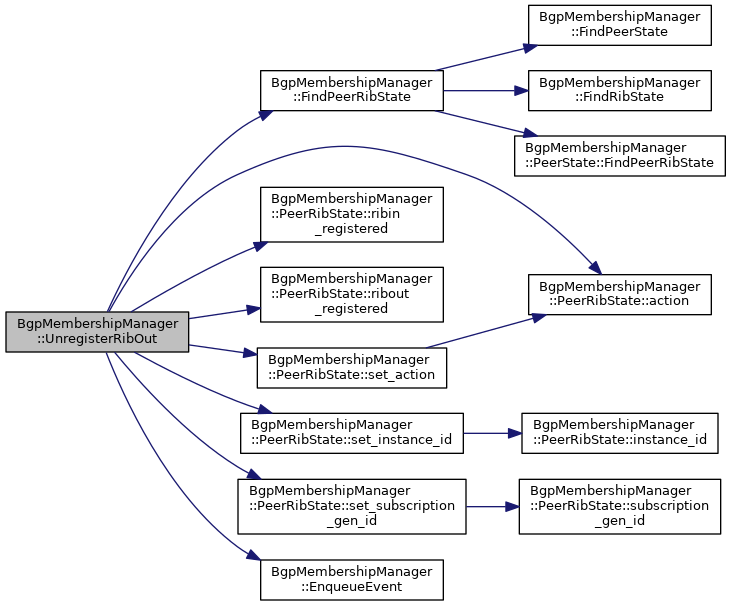 BgpMembershipManager
::UnregisterRibOut
BgpMembershipManager
::FindPeerRibState
BgpMembershipManager
::FindPeerState
BgpMembershipManager
::FindRibState
BgpMembershipManager
::PeerState::FindPeerRibState
BgpMembershipManager
::PeerRibState::ribin
_registered
BgpMembershipManager
::PeerRibState::ribout
_registered
BgpMembershipManager
::PeerRibState::action
BgpMembershipManager
::PeerRibState::set_action
BgpMembershipManager
::PeerRibState::set_instance_id
BgpMembershipManager
::PeerRibState::instance_id
BgpMembershipManager
::PeerRibState::set_subscription
_gen_id
BgpMembershipManager
::PeerRibState::subscription
_gen_id
BgpMembershipManager
::EnqueueEvent